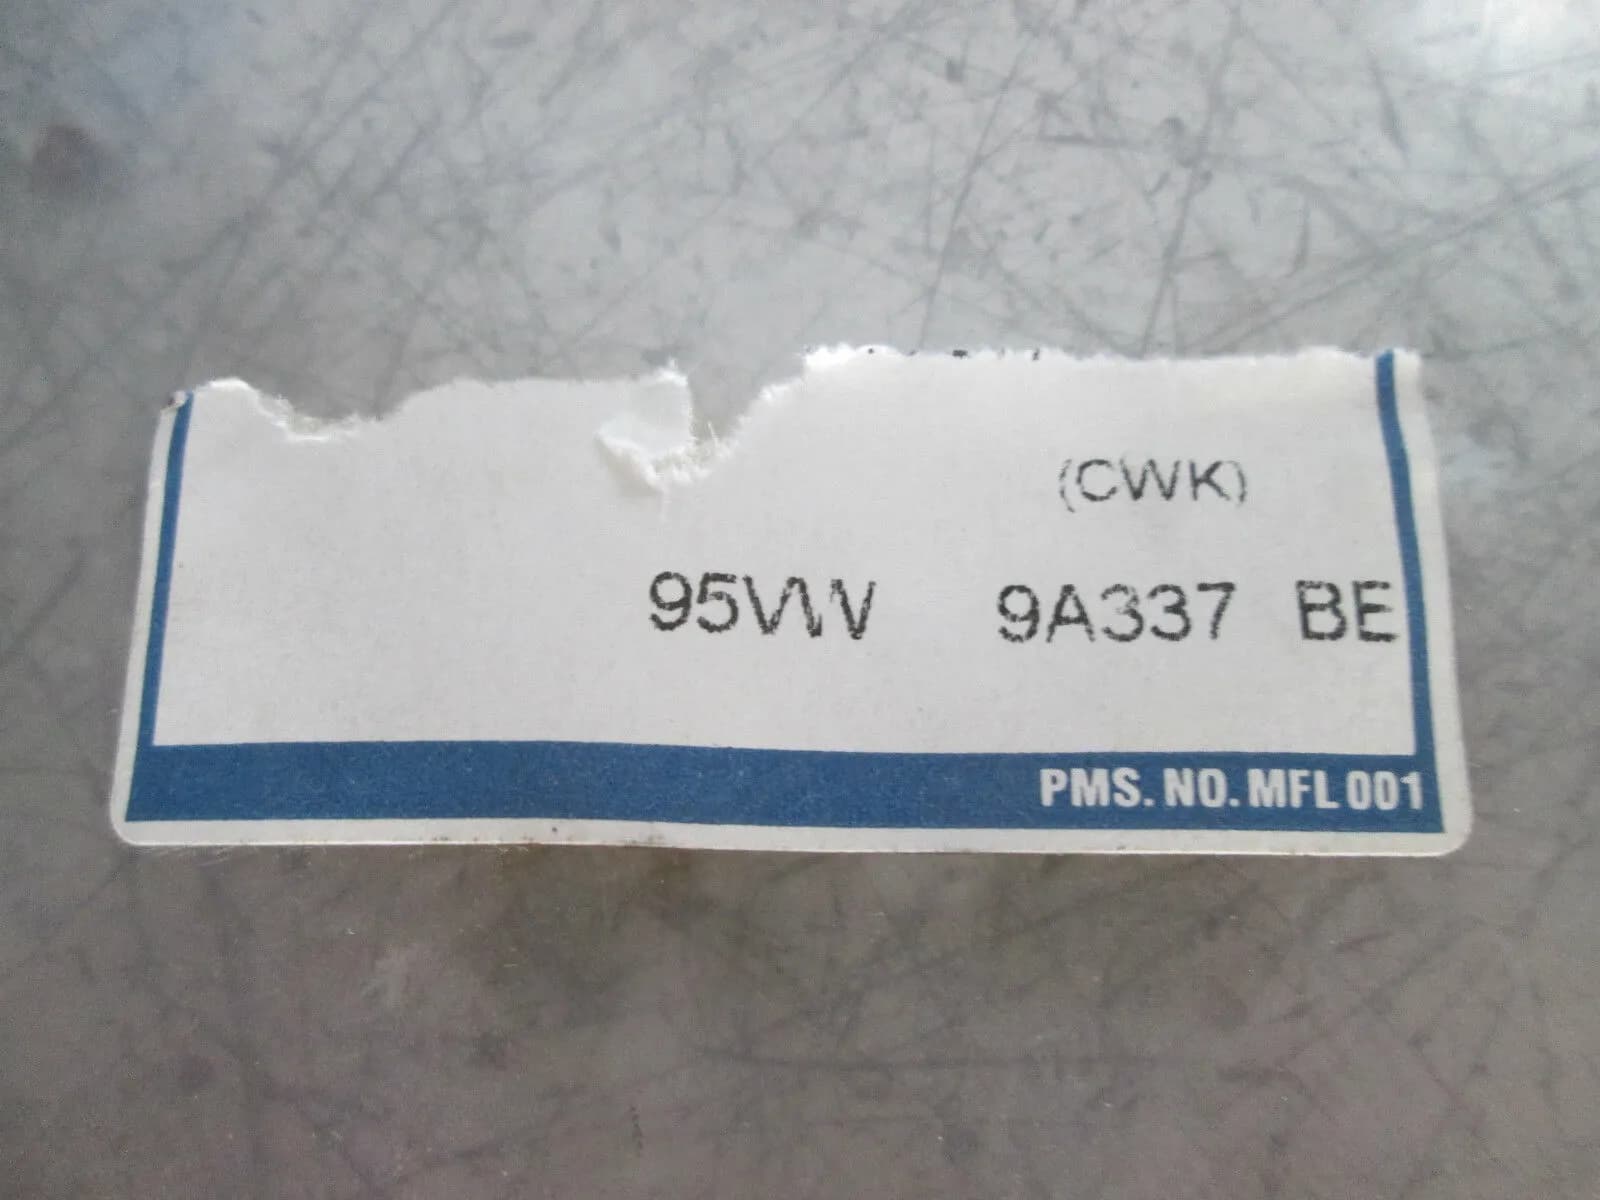 (CWK)
95VW 9A337 BE
PMS. NO. MFL 001